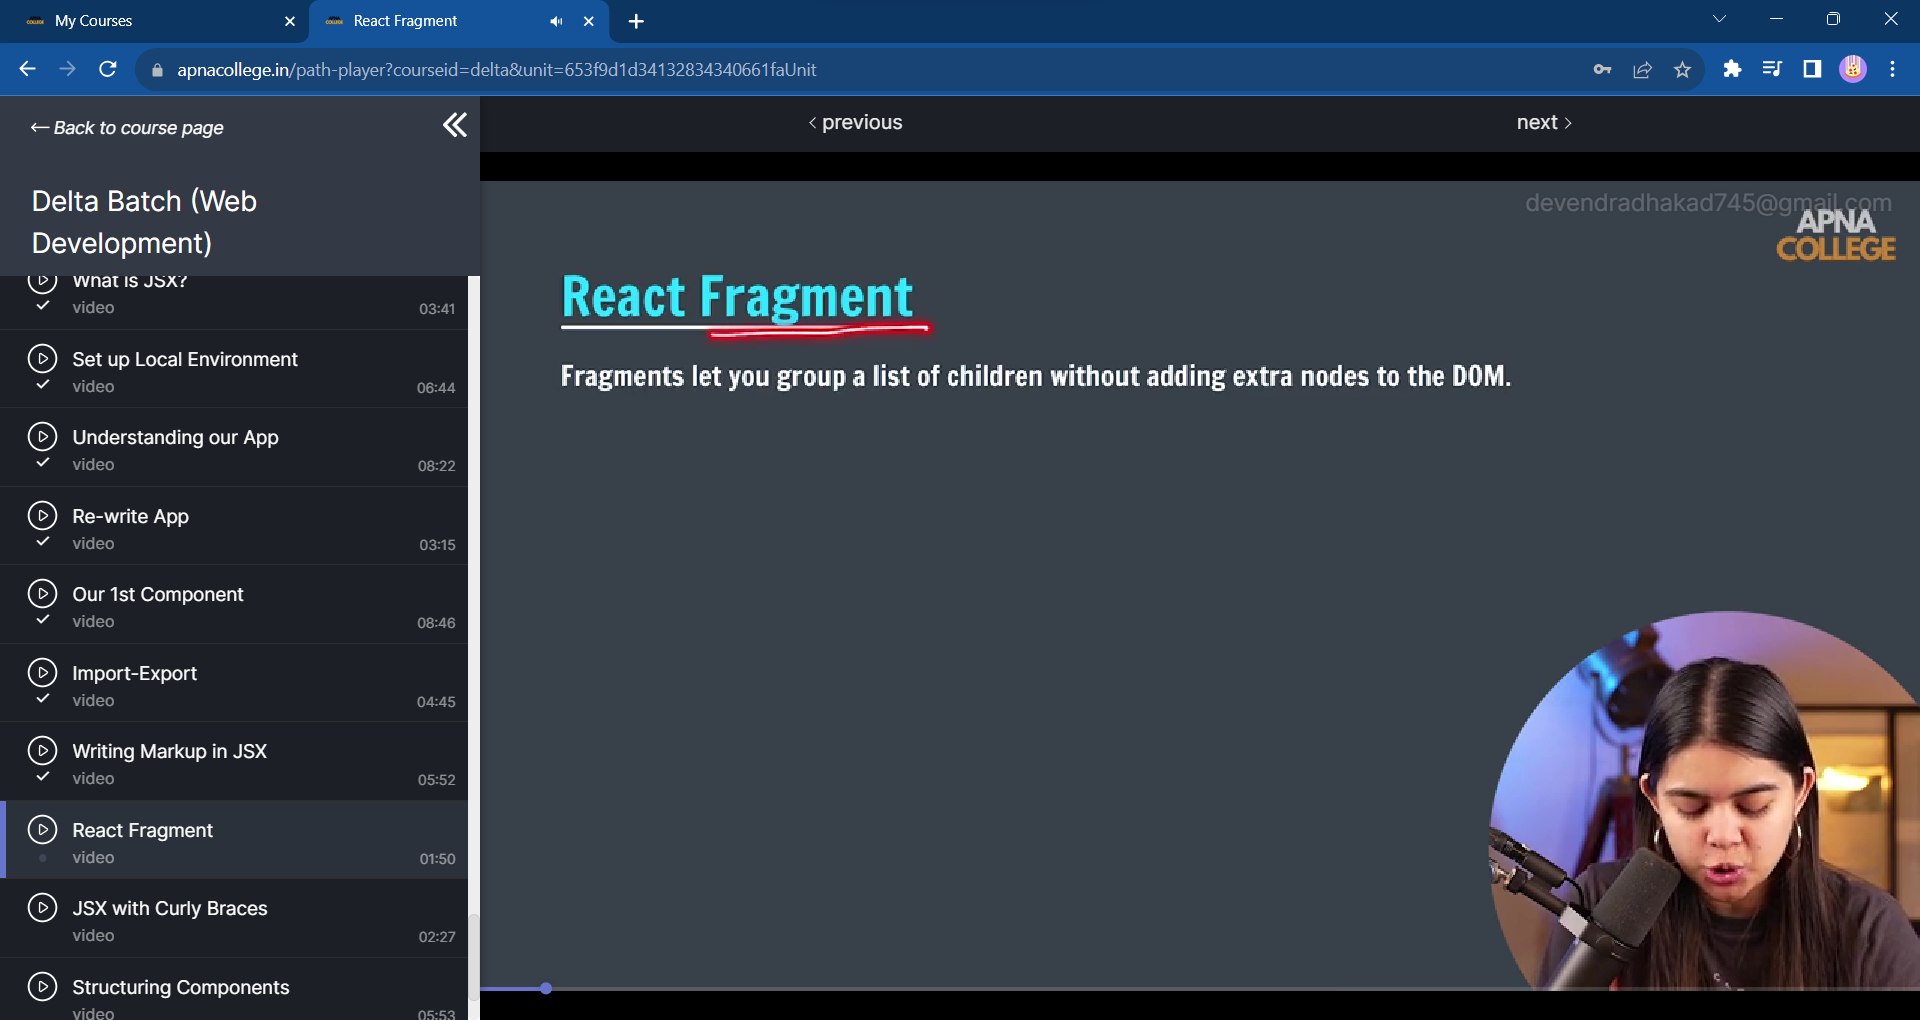 My Courses
React Fragment
apnacollege.in/path-player?courseid=delta&unit=653f9d1d34132834340661faUnit
← Back to course page
< previous
next >
Delta Batch (Web
Development)
What is JSX?
video
03:41
Set up Local Environment
video
06:44
Understanding our App
video
08:22
Re-write App
video
03:15
Our 1st Component
video
08:46
Import-Export
video
04:45
Writing Markup in JSX
video
05:52
React Fragment
video
01:50
JSX with Curly Braces
video
02:27
Structuring Components
video
05:53
devendradhakad745@gmail.com
APNA
COLLEGE
React Fragment
Fragments let you group a list of children without adding extra nodes to the DOM.